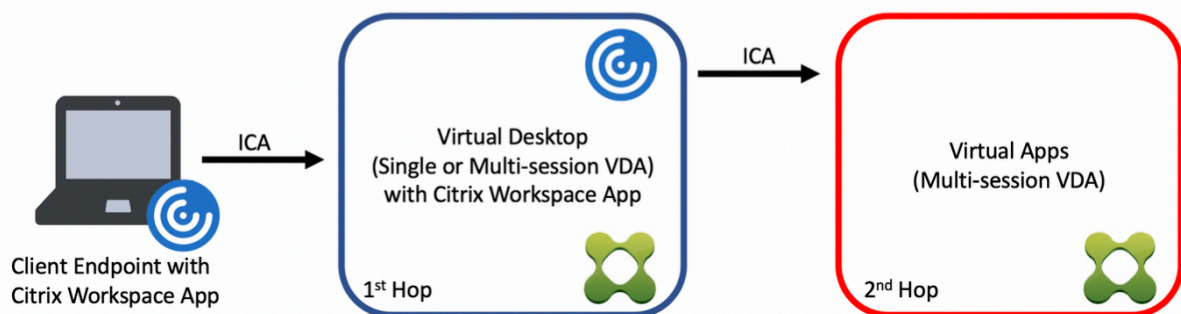 ICA
Client Endpoint with
Citrix Workspace App
Virtual Desktop
(Single or Multi-session VDA)
with Citrix Workspace App
1st Hop
ICA
Virtual Apps
(Multi-session VDA)
2nd Hop